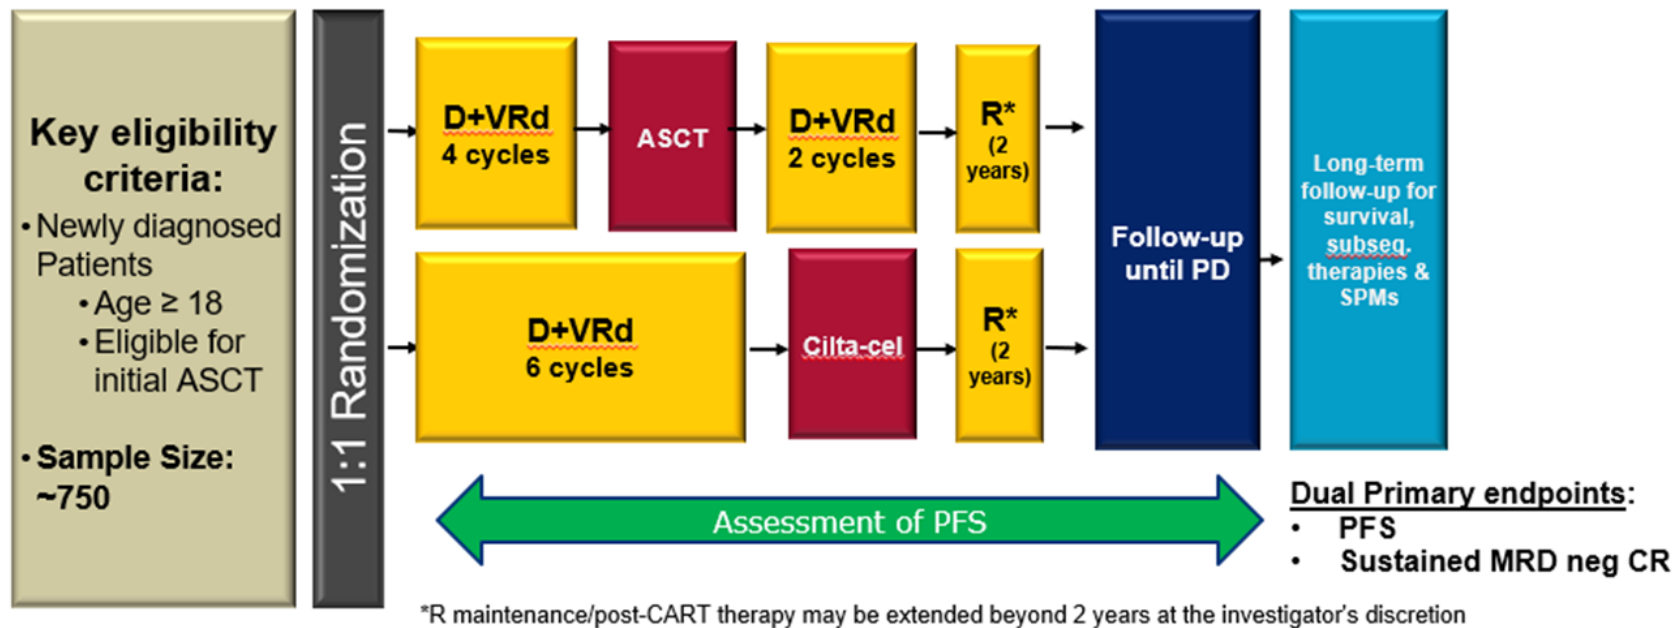 Key eligibility
criteria:
• Newly diagnosed
Patients
• Age ≥ 18
• Eligible for
initial ASCT
• Sample Size:
~750
1:1 Randomization
D+VRd
4 cycles
ASCT
D+VRd
2 cycles
R*
(2
years)
D+VRd
6 cycles
Cilta-cel
R*
(2
years)
Follow-up
until PD
Long-term
follow-up for
survival,
subseq.
therapies &
SPMs
Assessment of PFS
Dual Primary endpoints:
• PFS
• Sustained MRD neg CR
*R maintenance/post-CART therapy may be extended beyond 2 years at the investigator's discretion